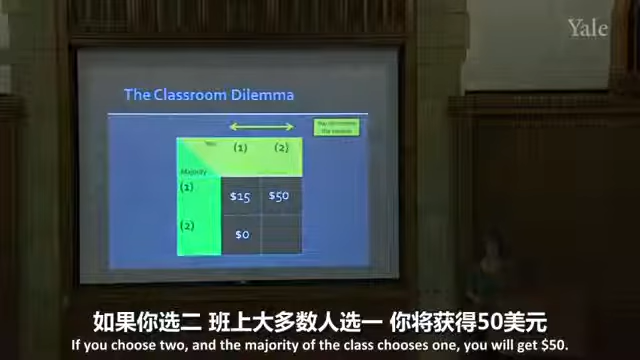 Yale
The Classroom Dilemma
You
(1) (2)
Majority
(1) $15 $50
(2) $0
如果你选二 班上大多数人选一 你将获得50美元
If you choose two, and the majority of the class chooses one, you will get $50.